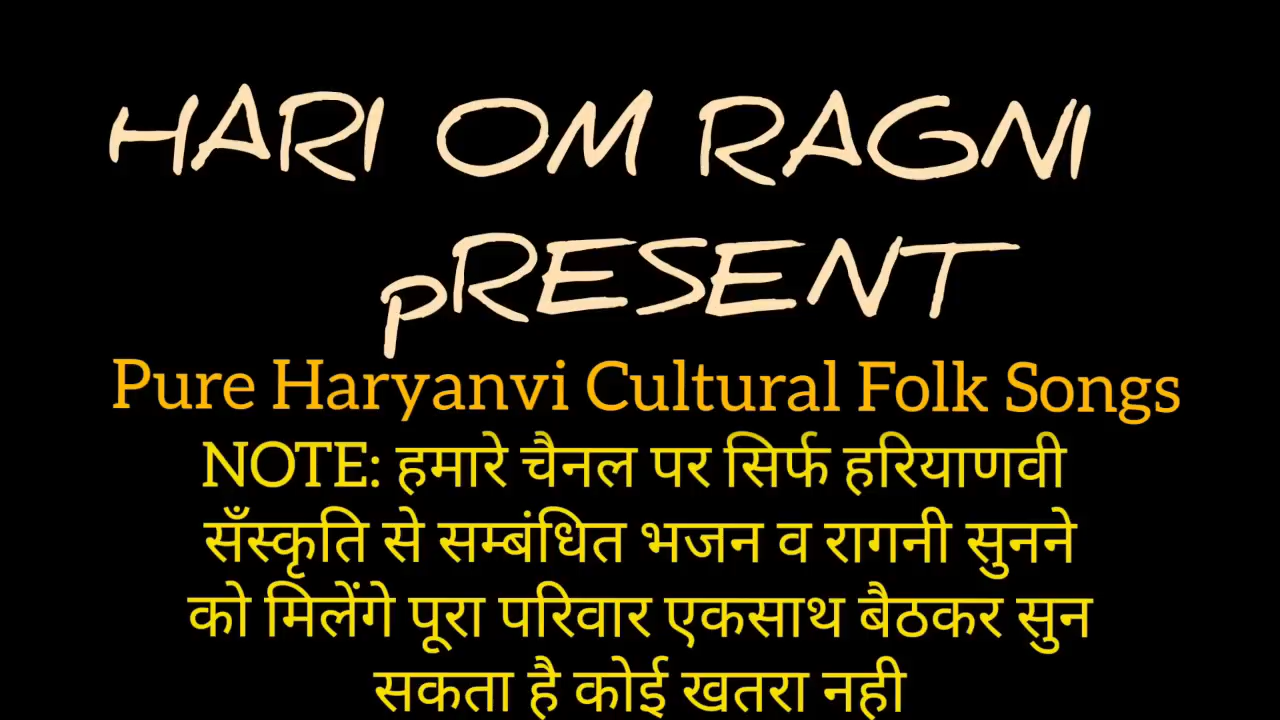 HARI OM RAGNI
pRESENT
Pure Haryanvi Cultural Folk Songs
NOTE: हमारे चैनल पर सिर्फ हरियाणवी
सँस्कृति से सम्बंधित भजन व रागनी सुनने
को मिलेंगे पूरा परिवार एकसाथ बैठकर सुन
सकता है कोई खतरा नही